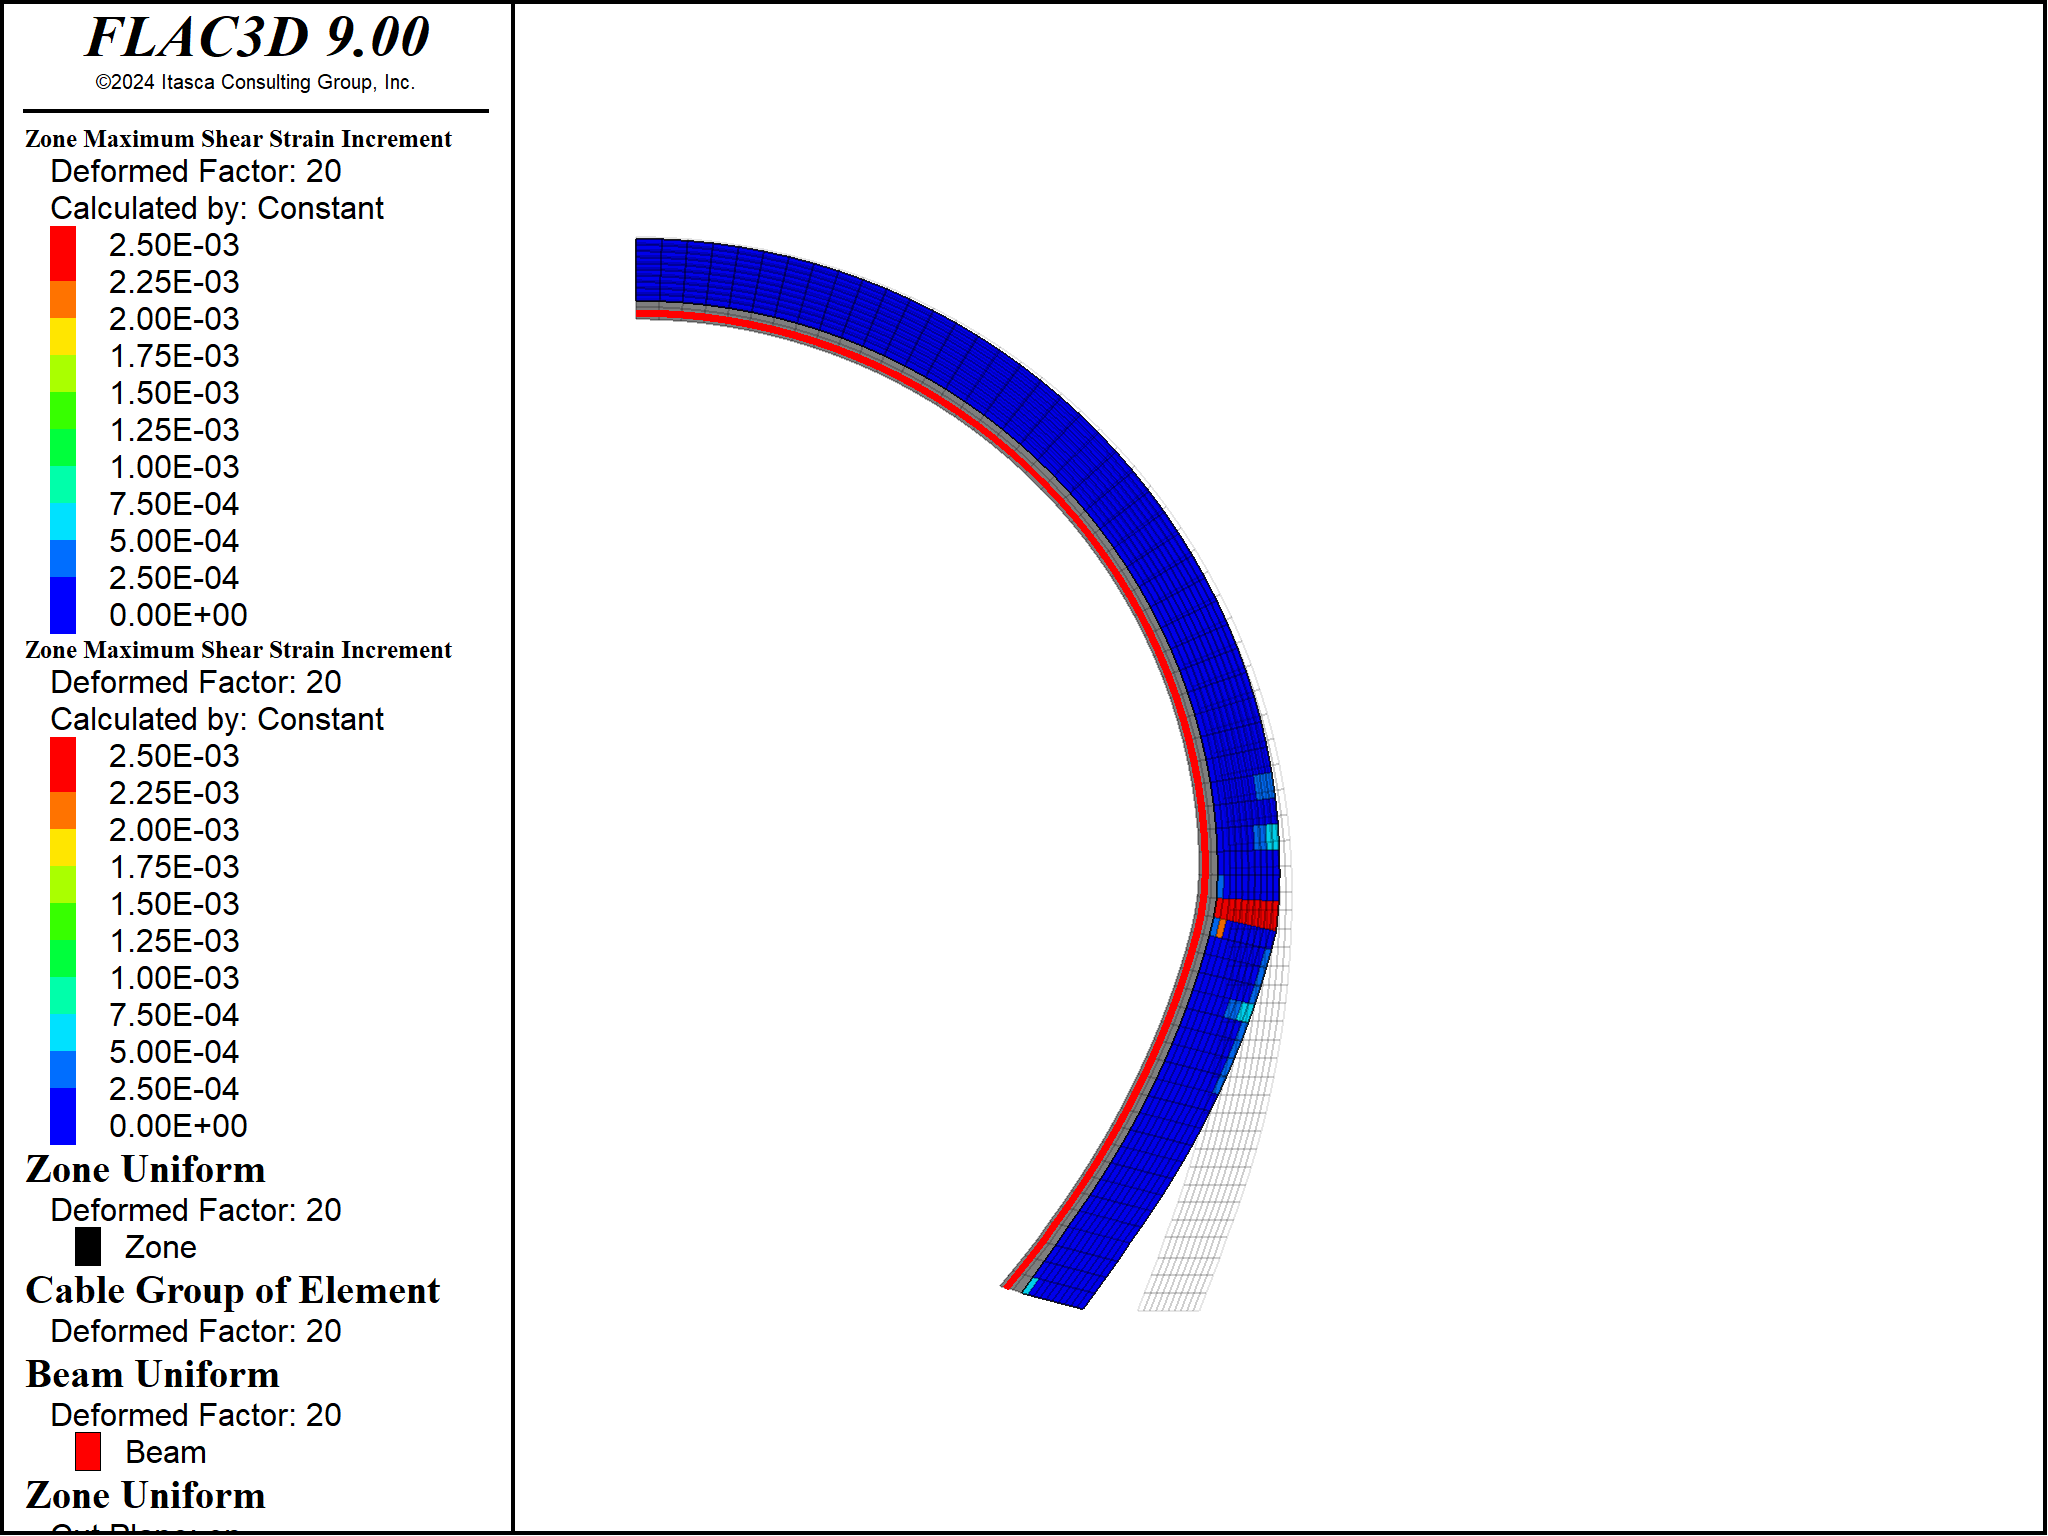 FLAC3D 9.00
©2024 Itasca Consulting Group, Inc.
Zone Maximum Shear Strain Increment
Deformed Factor: 20
Calculated by: Constant
2.50E-03
2.25E-03
2.00E-03
1.75E-03
1.50E-03
1.25E-03
1.00E-03
7.50E-04
5.00E-04
2.50E-04
0.00E+00
Zone Maximum Shear Strain Increment
Deformed Factor: 20
Calculated by: Constant
2.50E-03
2.25E-03
2.00E-03
1.75E-03
1.50E-03
1.25E-03
1.00E-03
7.50E-04
5.00E-04
2.50E-04
0.00E+00
Zone Uniform
Deformed Factor: 20
Zone
Cable Group of Element
Deformed Factor: 20
Beam Uniform
Deformed Factor: 20
Beam
Zone Uniform